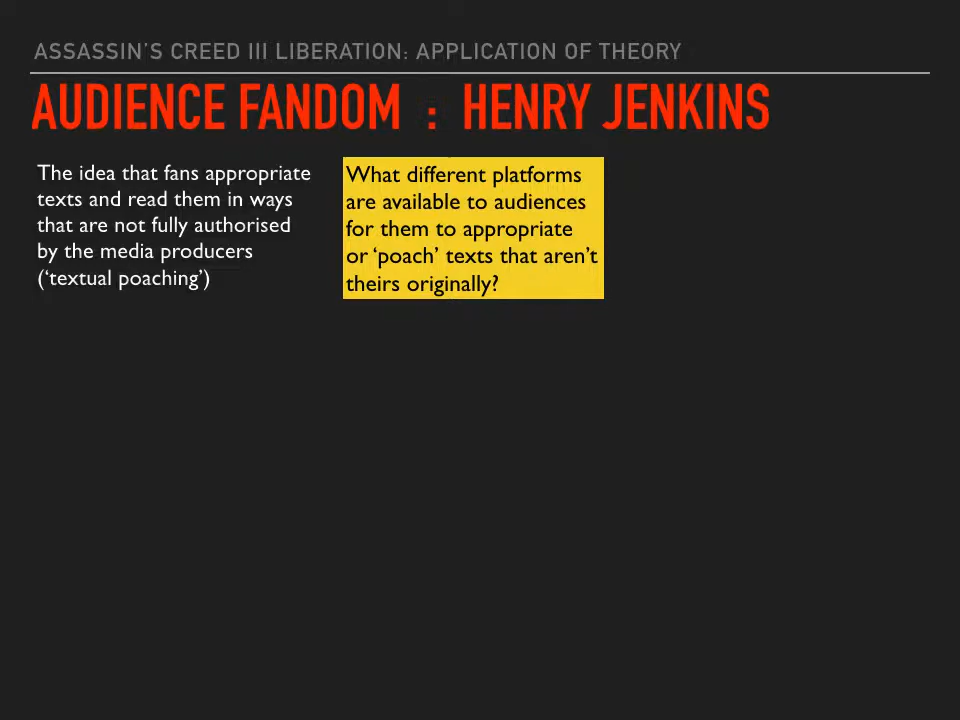 ASSASSIN’S CREED III LIBERATION: APPLICATION OF THEORY
AUDIENCE FANDOM : HENRY JENKINS
The idea that fans appropriate
texts and read them in ways
that are not fully authorised
by the media producers
(‘textual poaching’)
What different platforms
are available to audiences
for them to appropriate
or ‘poach’ texts that aren’t
theirs originally?